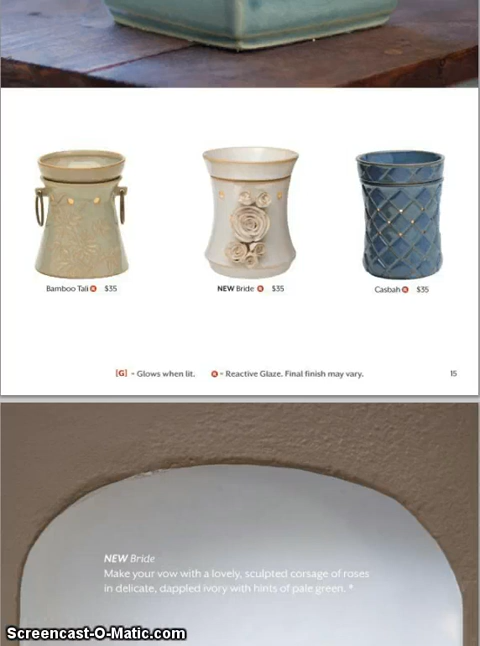 Bamboo Tali R $35
NEW Bride R $35
Casbah R $35
[G] - Glows when lit. R - Reactive Glaze. Final finish may vary.
15
NEW Bride
Make your vow with a lovely, sculpted corsage of roses
in delicate, dappled ivory with hints of pale green. *
Screencast-O-Matic.com